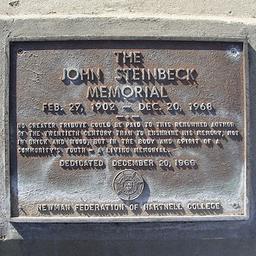 THE
JOHN STEINBECK
MEMORIAL
FEB. 27, 1902 — DEC. 20, 1968
NO GREATER TRIBUTE COULD BE PAID TO THIS RENOWNED AUTHOR
OF THE TWENTIETH CENTURY THAN TO ENSHRINE HIS MEMORY, NOT
IN BRICK AND WOOD, BUT IN THE BODY AND SPIRIT OF A
COMMUNITY'S YOUTH - A LIVING MEMORIAL.
DEDICATED DECEMBER 20, 1969
NEWMAN FEDERATION OF HARTNELL COLLEGE